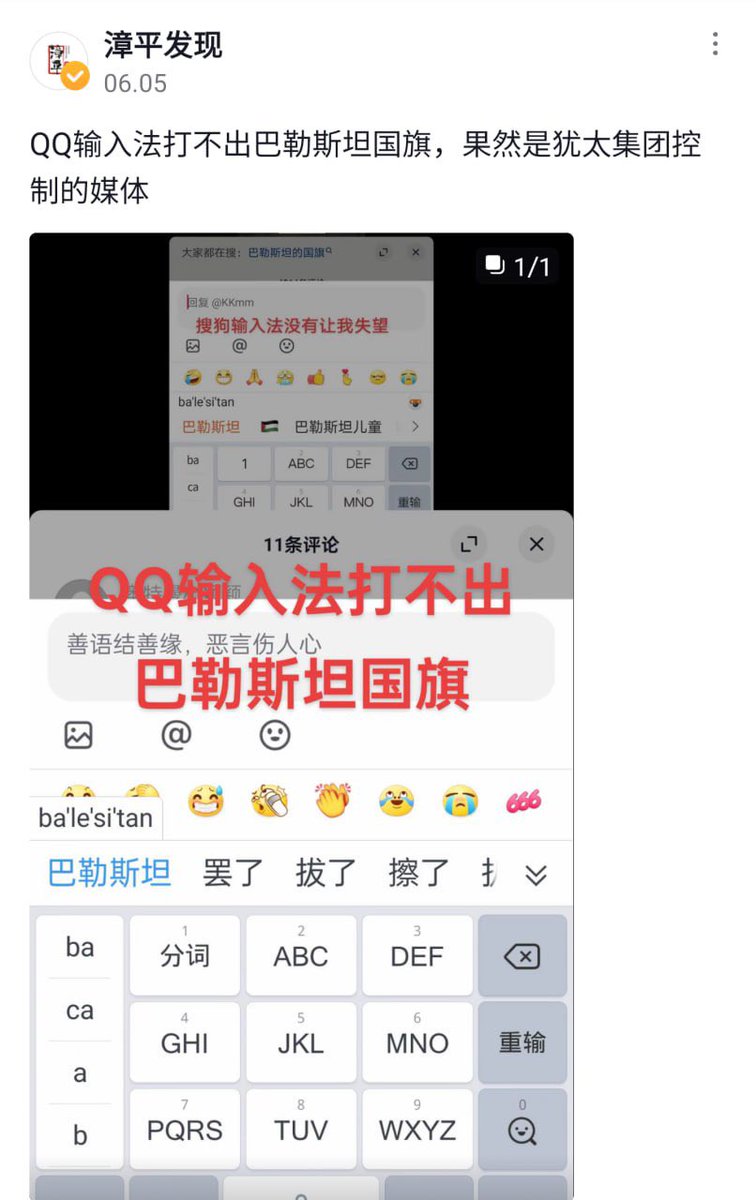 漳平发现
06.05
QQ输入法打不出巴勒斯坦国旗，果然是犹太集团控
制的媒体
1/1
大家都在搜：巴勒斯坦的国旗
回复 @KKmm
搜狗输入法没有让我失望
@
ba'le'si'tan
巴勒斯坦 巴勒斯坦儿童
ba 1 ABC DEF
ca GHI JKL MNO 重输
11条评论
QQ输入法打不出
善语结善缘，恶言伤人心
巴勒斯坦国旗
@
666
ba'le'si'tan
巴勒斯坦 罢了 拔了 擦了
ba 1 分词 2 ABC 3 DEF
ca 4 GHI 5 JKL 6 MNO 重输
a
b 7 PQRS 8 TUV 9 WXYZ 0